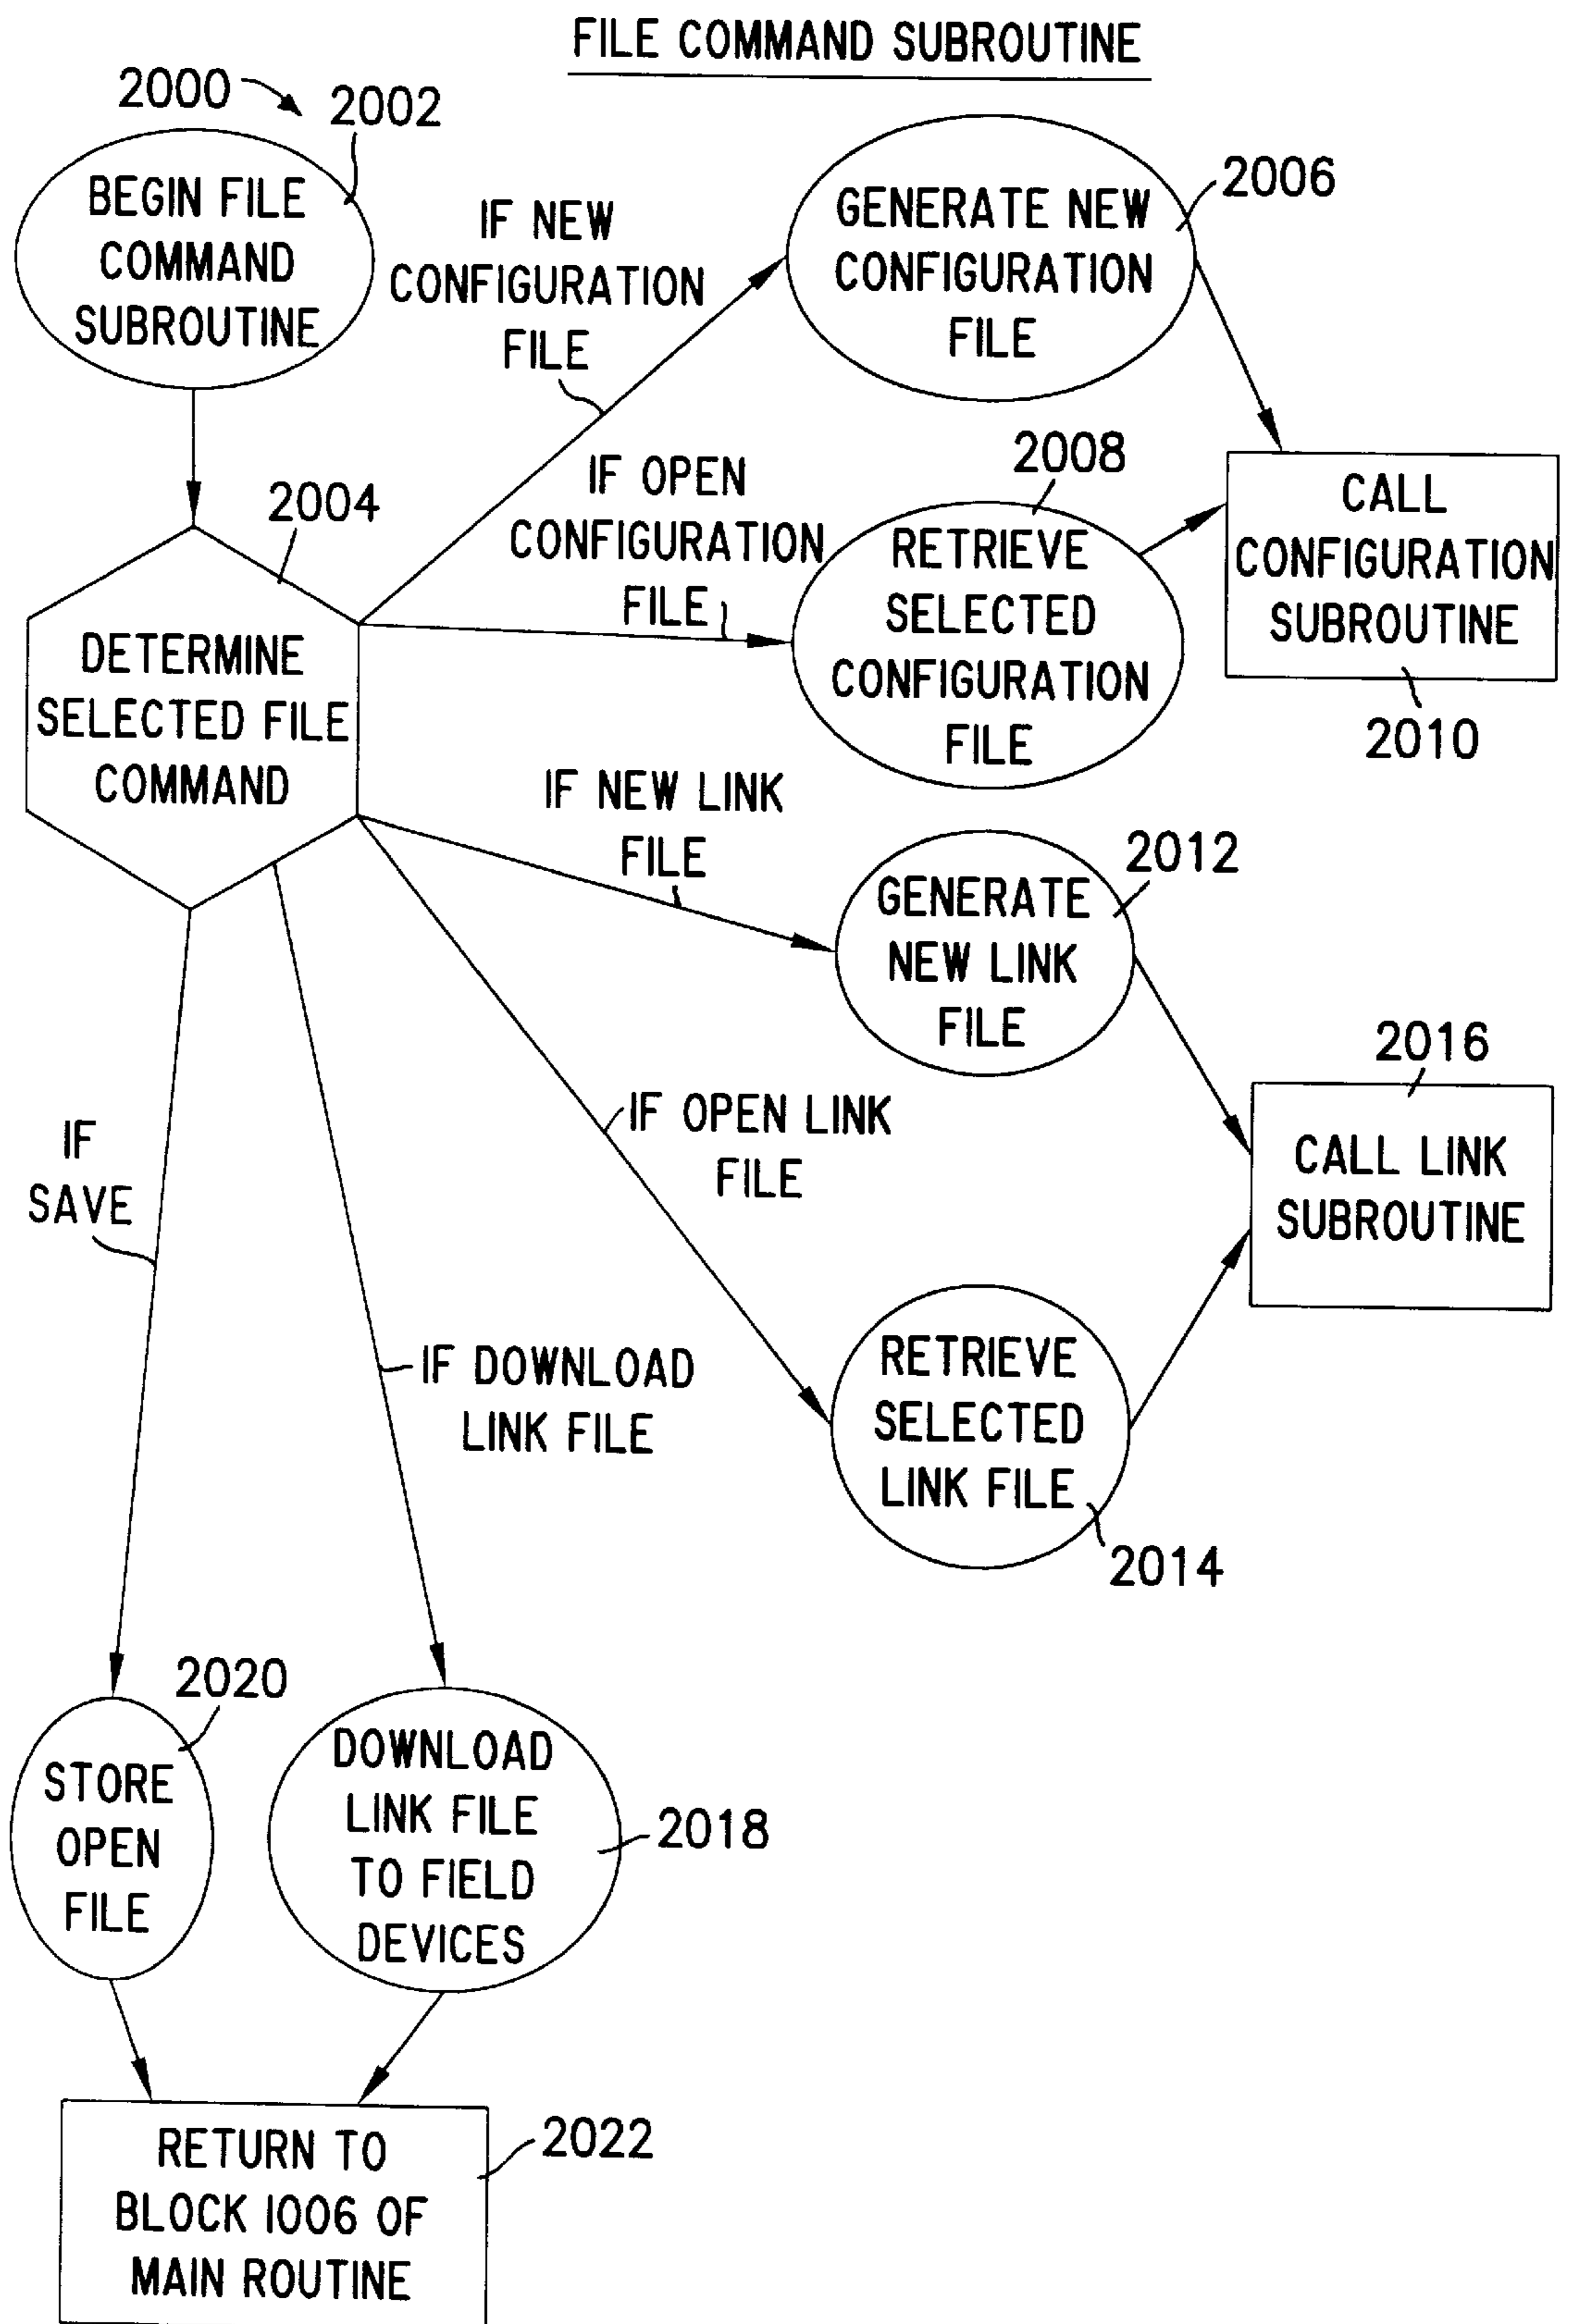 FILE COMMAND SUBROUTINE
2000
2002
BEGIN FILE
COMMAND
SUBROUTINE
IF NEW
CONFIGURATION
FILE
GENERATE NEW
CONFIGURATION
FILE
2006
2004
DETERMINE
SELECTED FILE
COMMAND
IF OPEN
CONFIGURATION
FILE
2008
RETRIEVE
SELECTED
CONFIGURATION
FILE
CALL
CONFIGURATION
SUBROUTINE
2010
IF NEW LINK
FILE
2012
GENERATE
NEW LINK
FILE
2016
CALL LINK
SUBROUTINE
IF OPEN LINK
FILE
RETRIEVE
SELECTED
LINK FILE
2014
IF
SAVE
IF DOWNLOAD
LINK FILE
2020
STORE
OPEN
FILE
DOWNLOAD
LINK FILE
TO FIELD
DEVICES
2018
RETURN TO
BLOCK 1006 OF
MAIN ROUTINE
2022